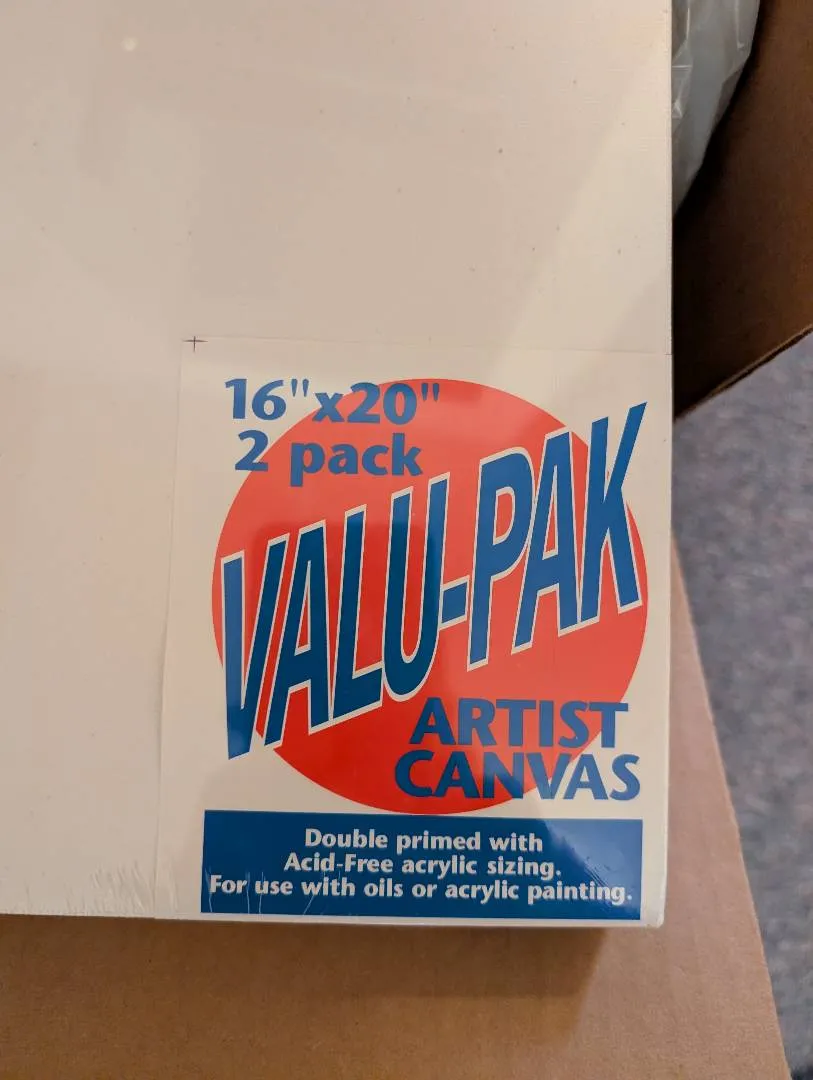 16"x20"
2 pack
VALU-PAK
ARTIST
CANVAS
Double primed with
Acid-Free acrylic sizing.
For use with oils or acrylic painting.